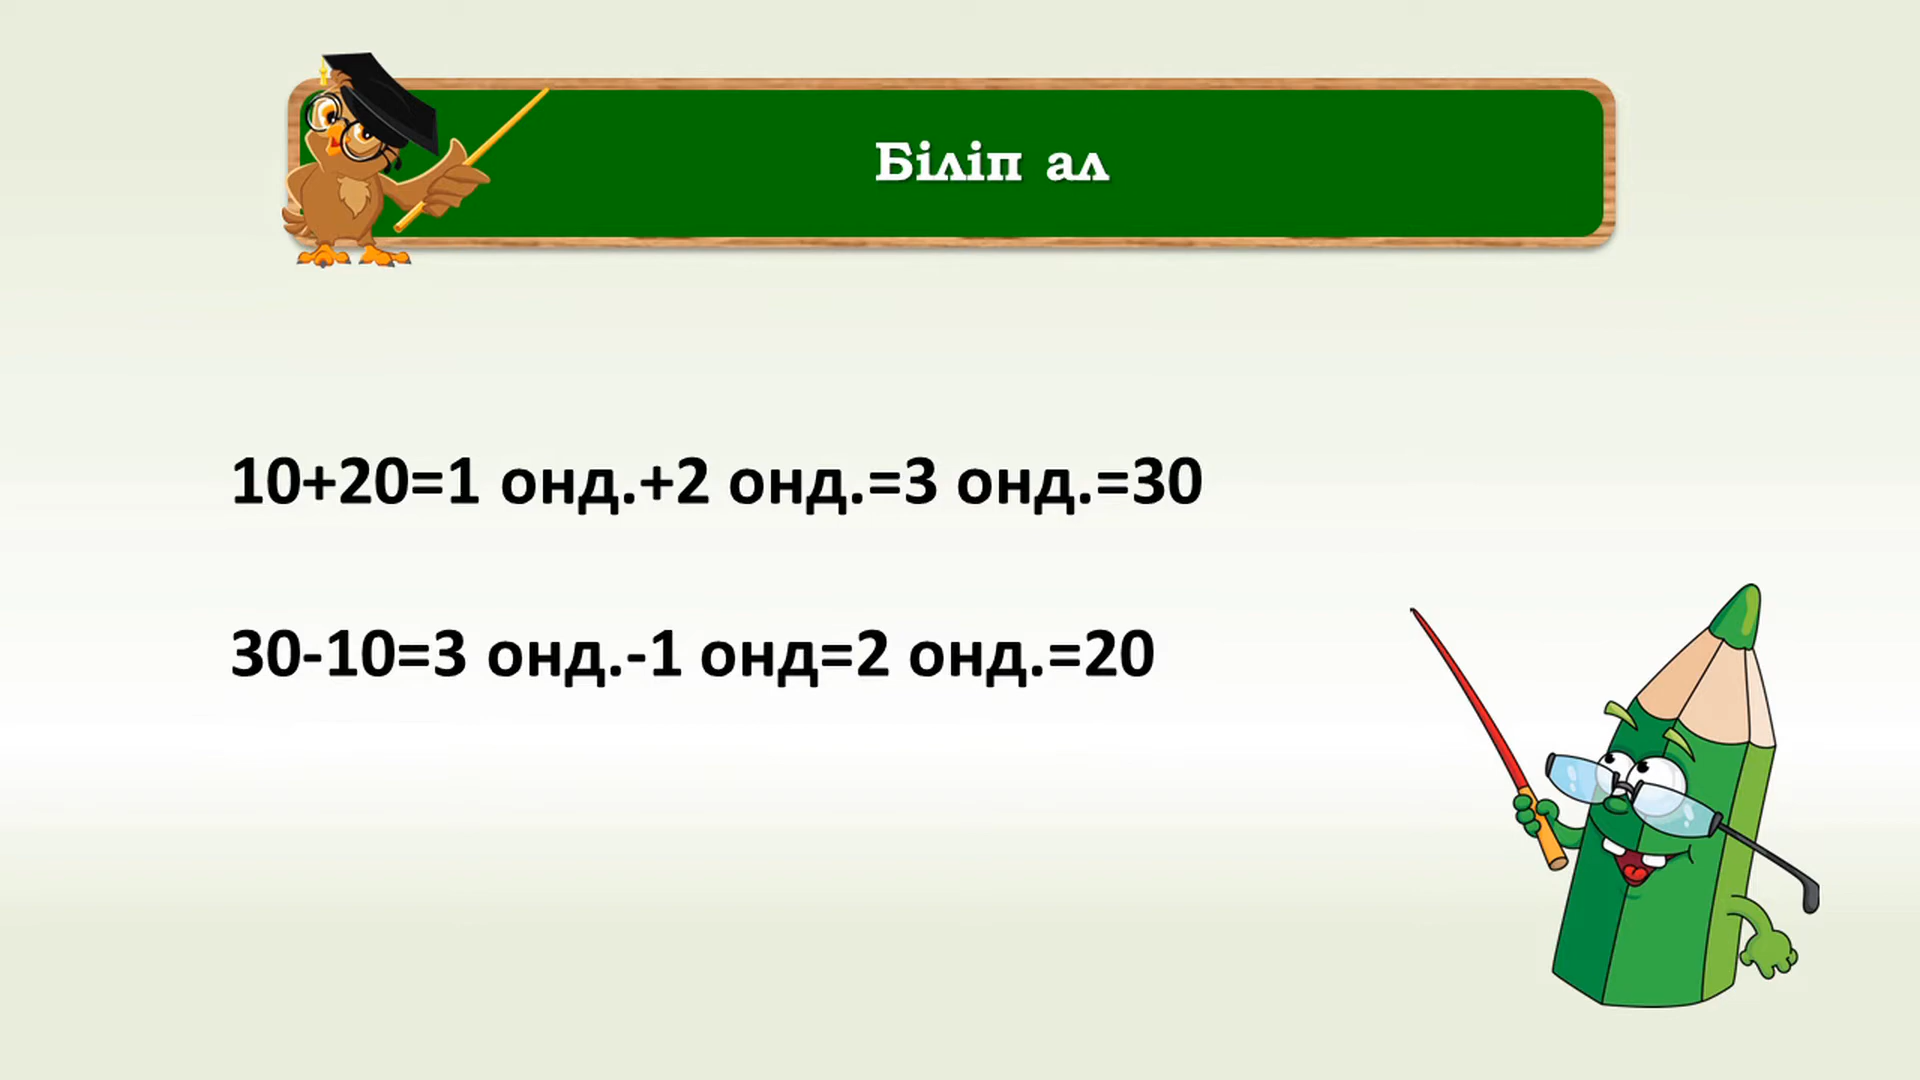 Біліп ал
10+20=1 онд.+2 онд.=3 онд.=30
30-10=3 онд.-1 онд=2 онд.=20